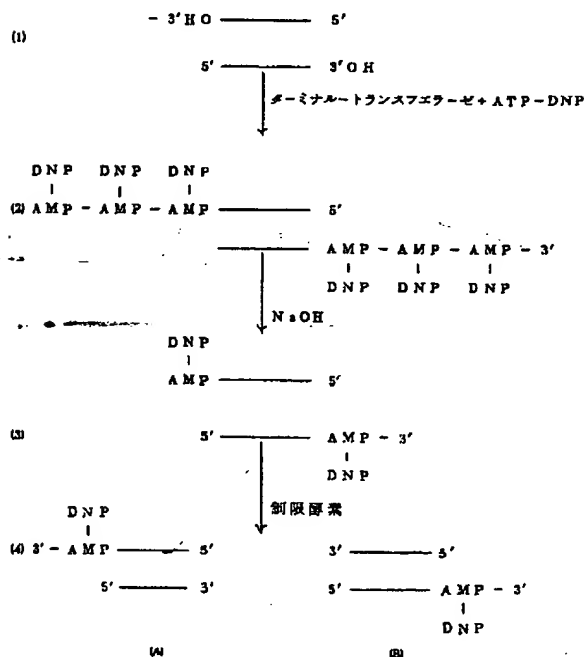 - 3'HO 5'
(1)
5' 3'OH
ターミナルートランスフエラーゼ+ATP-DNP
DNP DNP DNP
(2) AMP - AMP - AMP 5'
AMP - AMP - AMP - 3'
DNP DNP DNP
NaOH
DNP
AMP 5'
(3) 5' AMP - 3'
DNP
制限酵素
DNP
(4) 3' - AMP 5' 3' 5'
5' 3' 5' AMP - 3'
DNP
(A) (B)